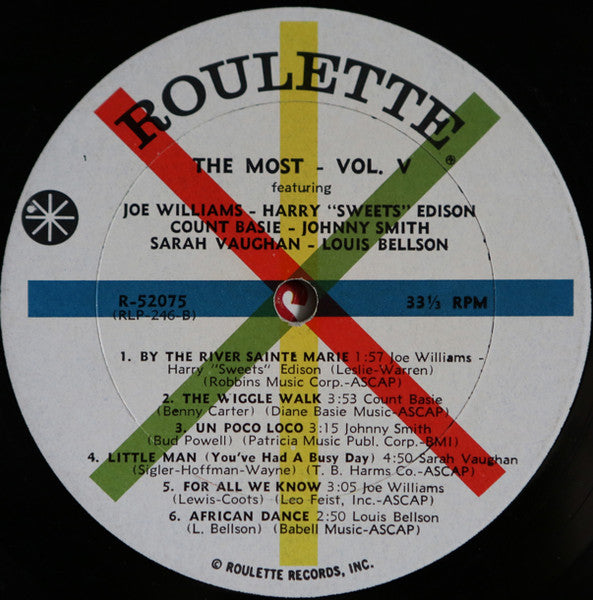 ROULETTE
®
1
THE MOST - VOL. V
featuring
JOE WILLIAMS - HARRY "SWEETS" EDISON
COUNT BASIE - JOHNNY SMITH
SARAH VAUGHAN - LOUIS BELLSON
R-52075 33⅓ RPM
(RLP-246-B)
1. BY THE RIVER SAINTE MARIE 1:57 Joe Williams -
Harry "Sweets" Edison (Leslie-Warren)
(Robbins Music Corp.-ASCAP)
2. THE WIGGLE WALK 3:53 Count Basie
(Benny Carter) (Diane Basie Music-ASCAP)
3. UN POCO LOCO 3:15 Johnny Smith
(Bud Powell) (Patricia Music Publ. Corp.-BMI)
4. LITTLE MAN (You've Had A Busy Day) 4:50 Sarah Vaughan
(Sigler-Hoffman-Wayne) (T. B. Harms Co.-ASCAP)
5. FOR ALL WE KNOW 3:05 Joe Williams
(Lewis-Coots) (Leo Feist, Inc.-ASCAP)
6. AFRICAN DANCE 2:50 Louis Bellson
(L. Bellson) (Babell Music-ASCAP)
© ROULETTE RECORDS, INC.